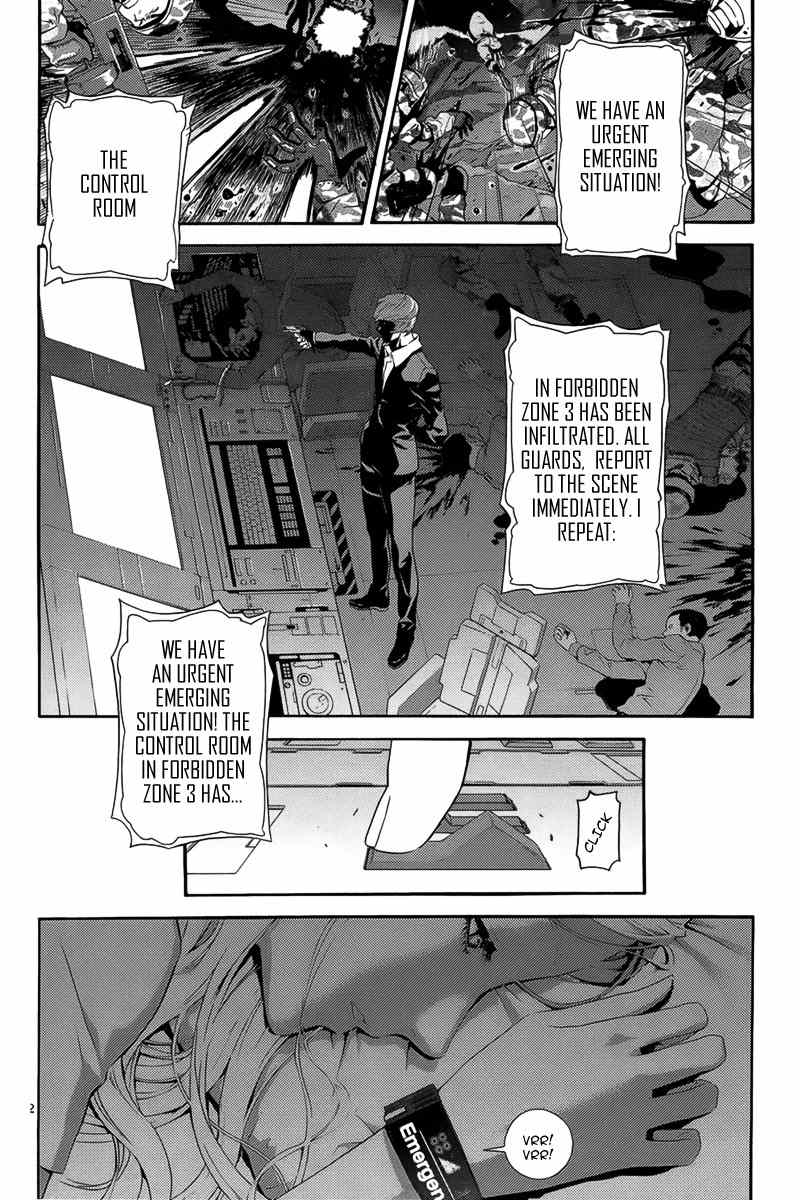 WE HAVE AN
URGENT
EMERGING
SITUATION!
THE
CONTROL
ROOM
IN FORBIDDEN
ZONE 3 HAS BEEN
INFILTRATED. ALL
GUARDS, REPORT
TO THE SCENE
IMMEDIATELY. I
REPEAT:
WE HAVE
AN URGENT
EMERGING
SITUATION! THE
CONTROL ROOM
IN FORBIDDEN
ZONE 3 HAS...
CLICK
VRR!
VRR!
Emergen
2